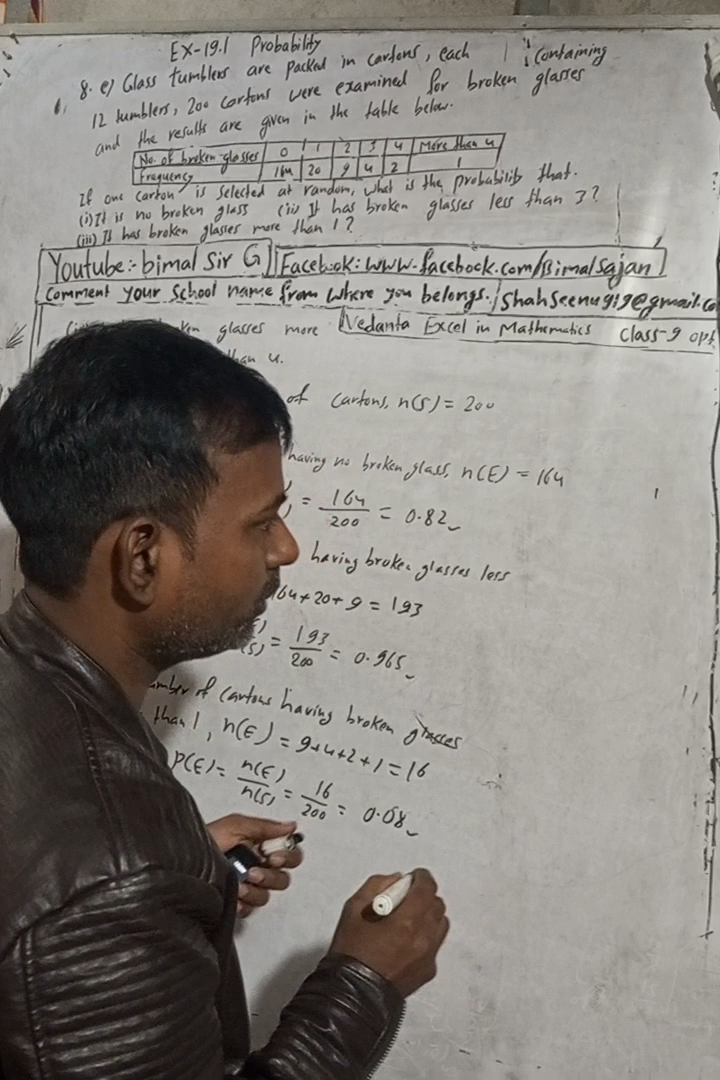 EX-19.1 Probability
8. e) Glass tumblers are packed in cartons, each containing
12 tumblers, 200 cartons were examined for broken glasses
and the results are given in the table below.
No. of broken glasses 0 1 2 3 4 More than 4
Frequency 164 20 9 4 2 1
If one carton is selected at random, what is the probability that.
(i) It is no broken glass (ii) It has broken glasses less than 3?
(iii) It has broken glasses more than 1?
Youtube:- bimal Sir G Facebook: www.facebook.com/Bimalsajan
Comment your School name from where you belongs. shahseenu919@gmail.co
glasses more Vedanta Excel in Mathematics Class-9 opt
than 4.
of cartons, n(S) = 200
having no broken glass, n(E) = 164
= 164/200 = 0.82
having broken glasses less
164+20+9 = 193
= 193/200 = 0.965
number of cartons having broken glasses
than 1, n(E) = 9+4+2+1 = 16
P(E) = n(E)/n(S) = 16/200 = 0.08